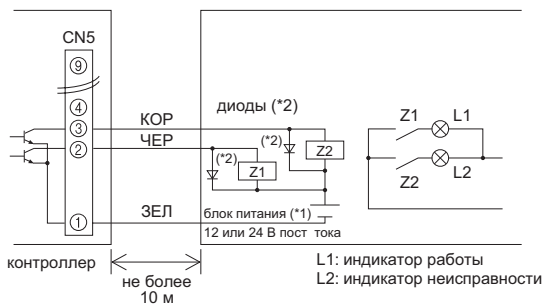 CN5
9
4
3
2
1
КОР
ЧЕР
ЗЕЛ
диоды (*2)
(*2)
(*2)
Z1
Z2
блок питания (*1)
12 или 24 В пост тока
Z1
L1
Z2
L2
контроллер
не более
10 м
L1: индикатор работы
L2: индикатор неисправности